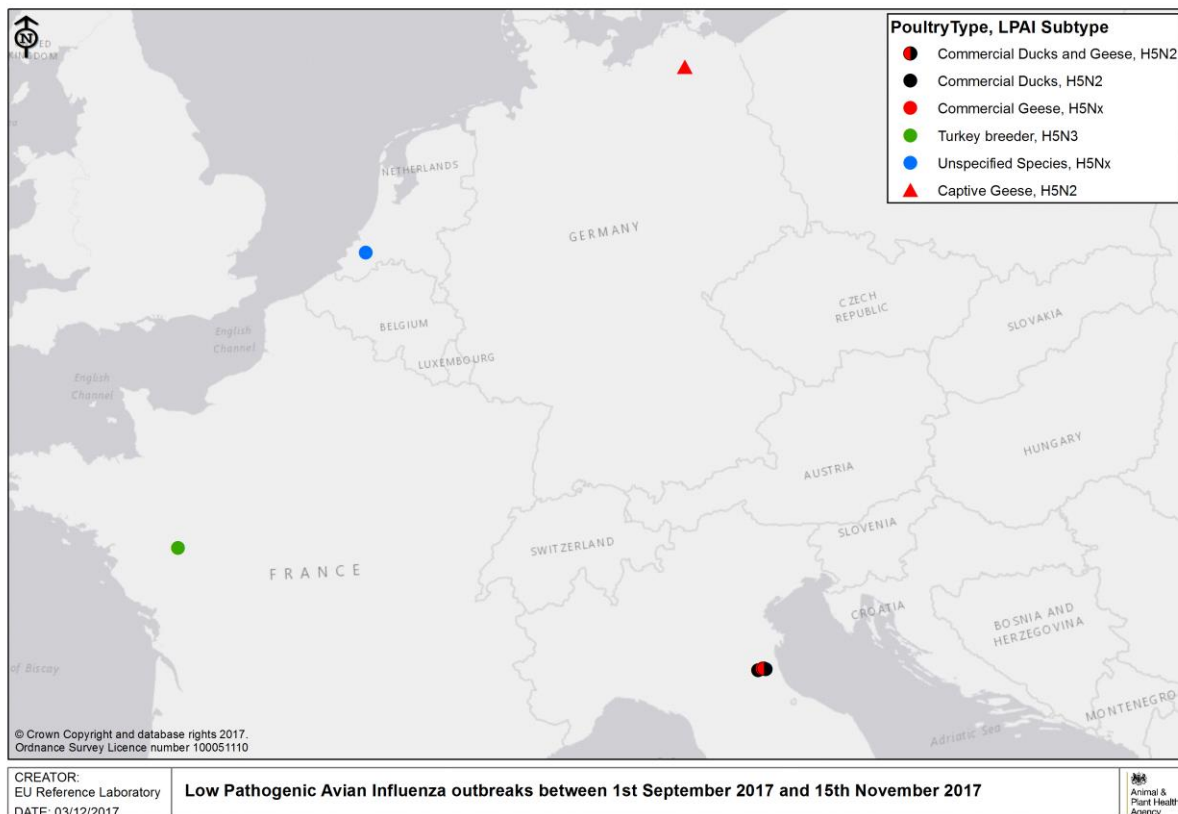 N
ED
KINGDOM
PoultryType, LPAI Subtype
Commercial Ducks and Geese, H5N2
Commercial Ducks, H5N2
Commercial Geese, H5Nx
Turkey breeder, H5N3
Unspecified Species, H5Nx
Captive Geese, H5N2
NETHERLANDS
GERMANY
BELGIUM
LUXEMBOURG
CZECH
REPUBLIC
SLOVAKIA
English
Channel
English
Channel
HUNGARY
AUSTRIA
SWITZERLAND
SLOVENIA
FRANCE
CROATIA
BOSNIA AND
HERZEGOVINA
of Biscay
MONTENEGRO
Adriatic Sea
© Crown Copyright and database rights 2017.
Ordnance Survey Licence number 100051110
CREATOR:
EU Reference Laboratory
DATE: 03/12/2017
Low Pathogenic Avian Influenza outbreaks between 1st September 2017 and 15th November 2017
Animal &
Plant Health
Agency